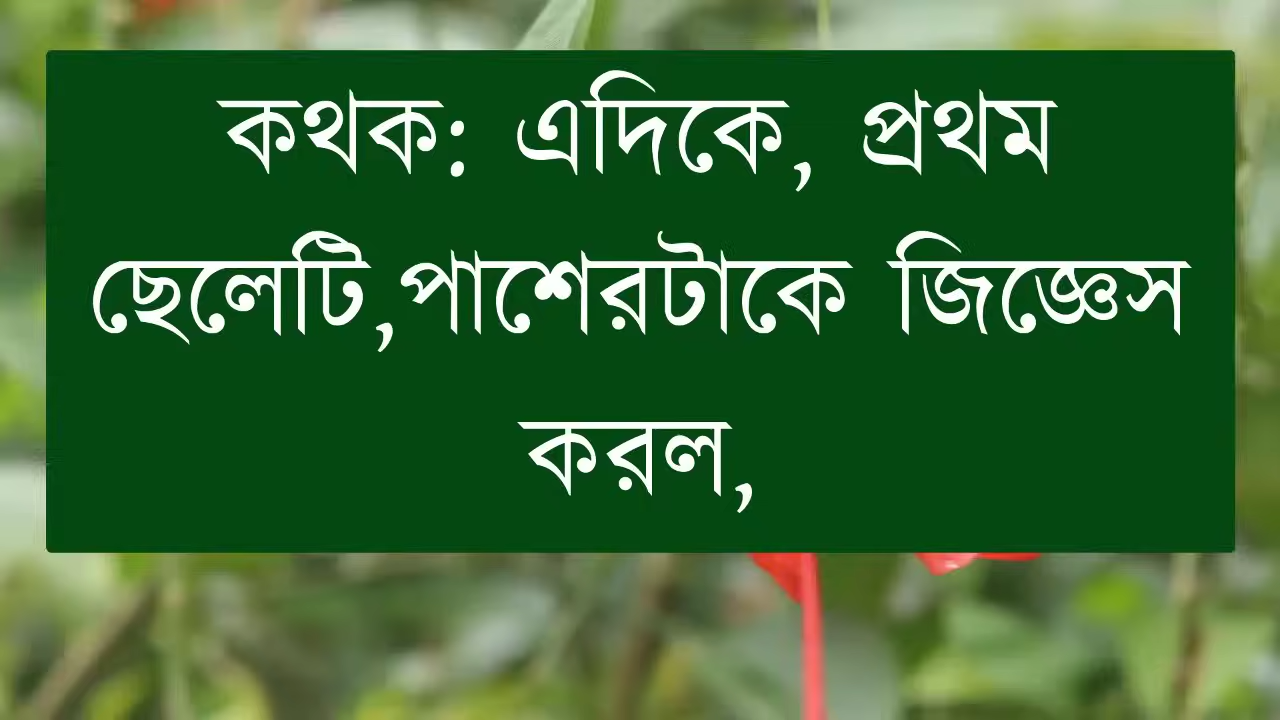 কথক: এদিকে, প্রথম
ছেলেটি,পাশেরটাকে জিজ্ঞেস
করল,